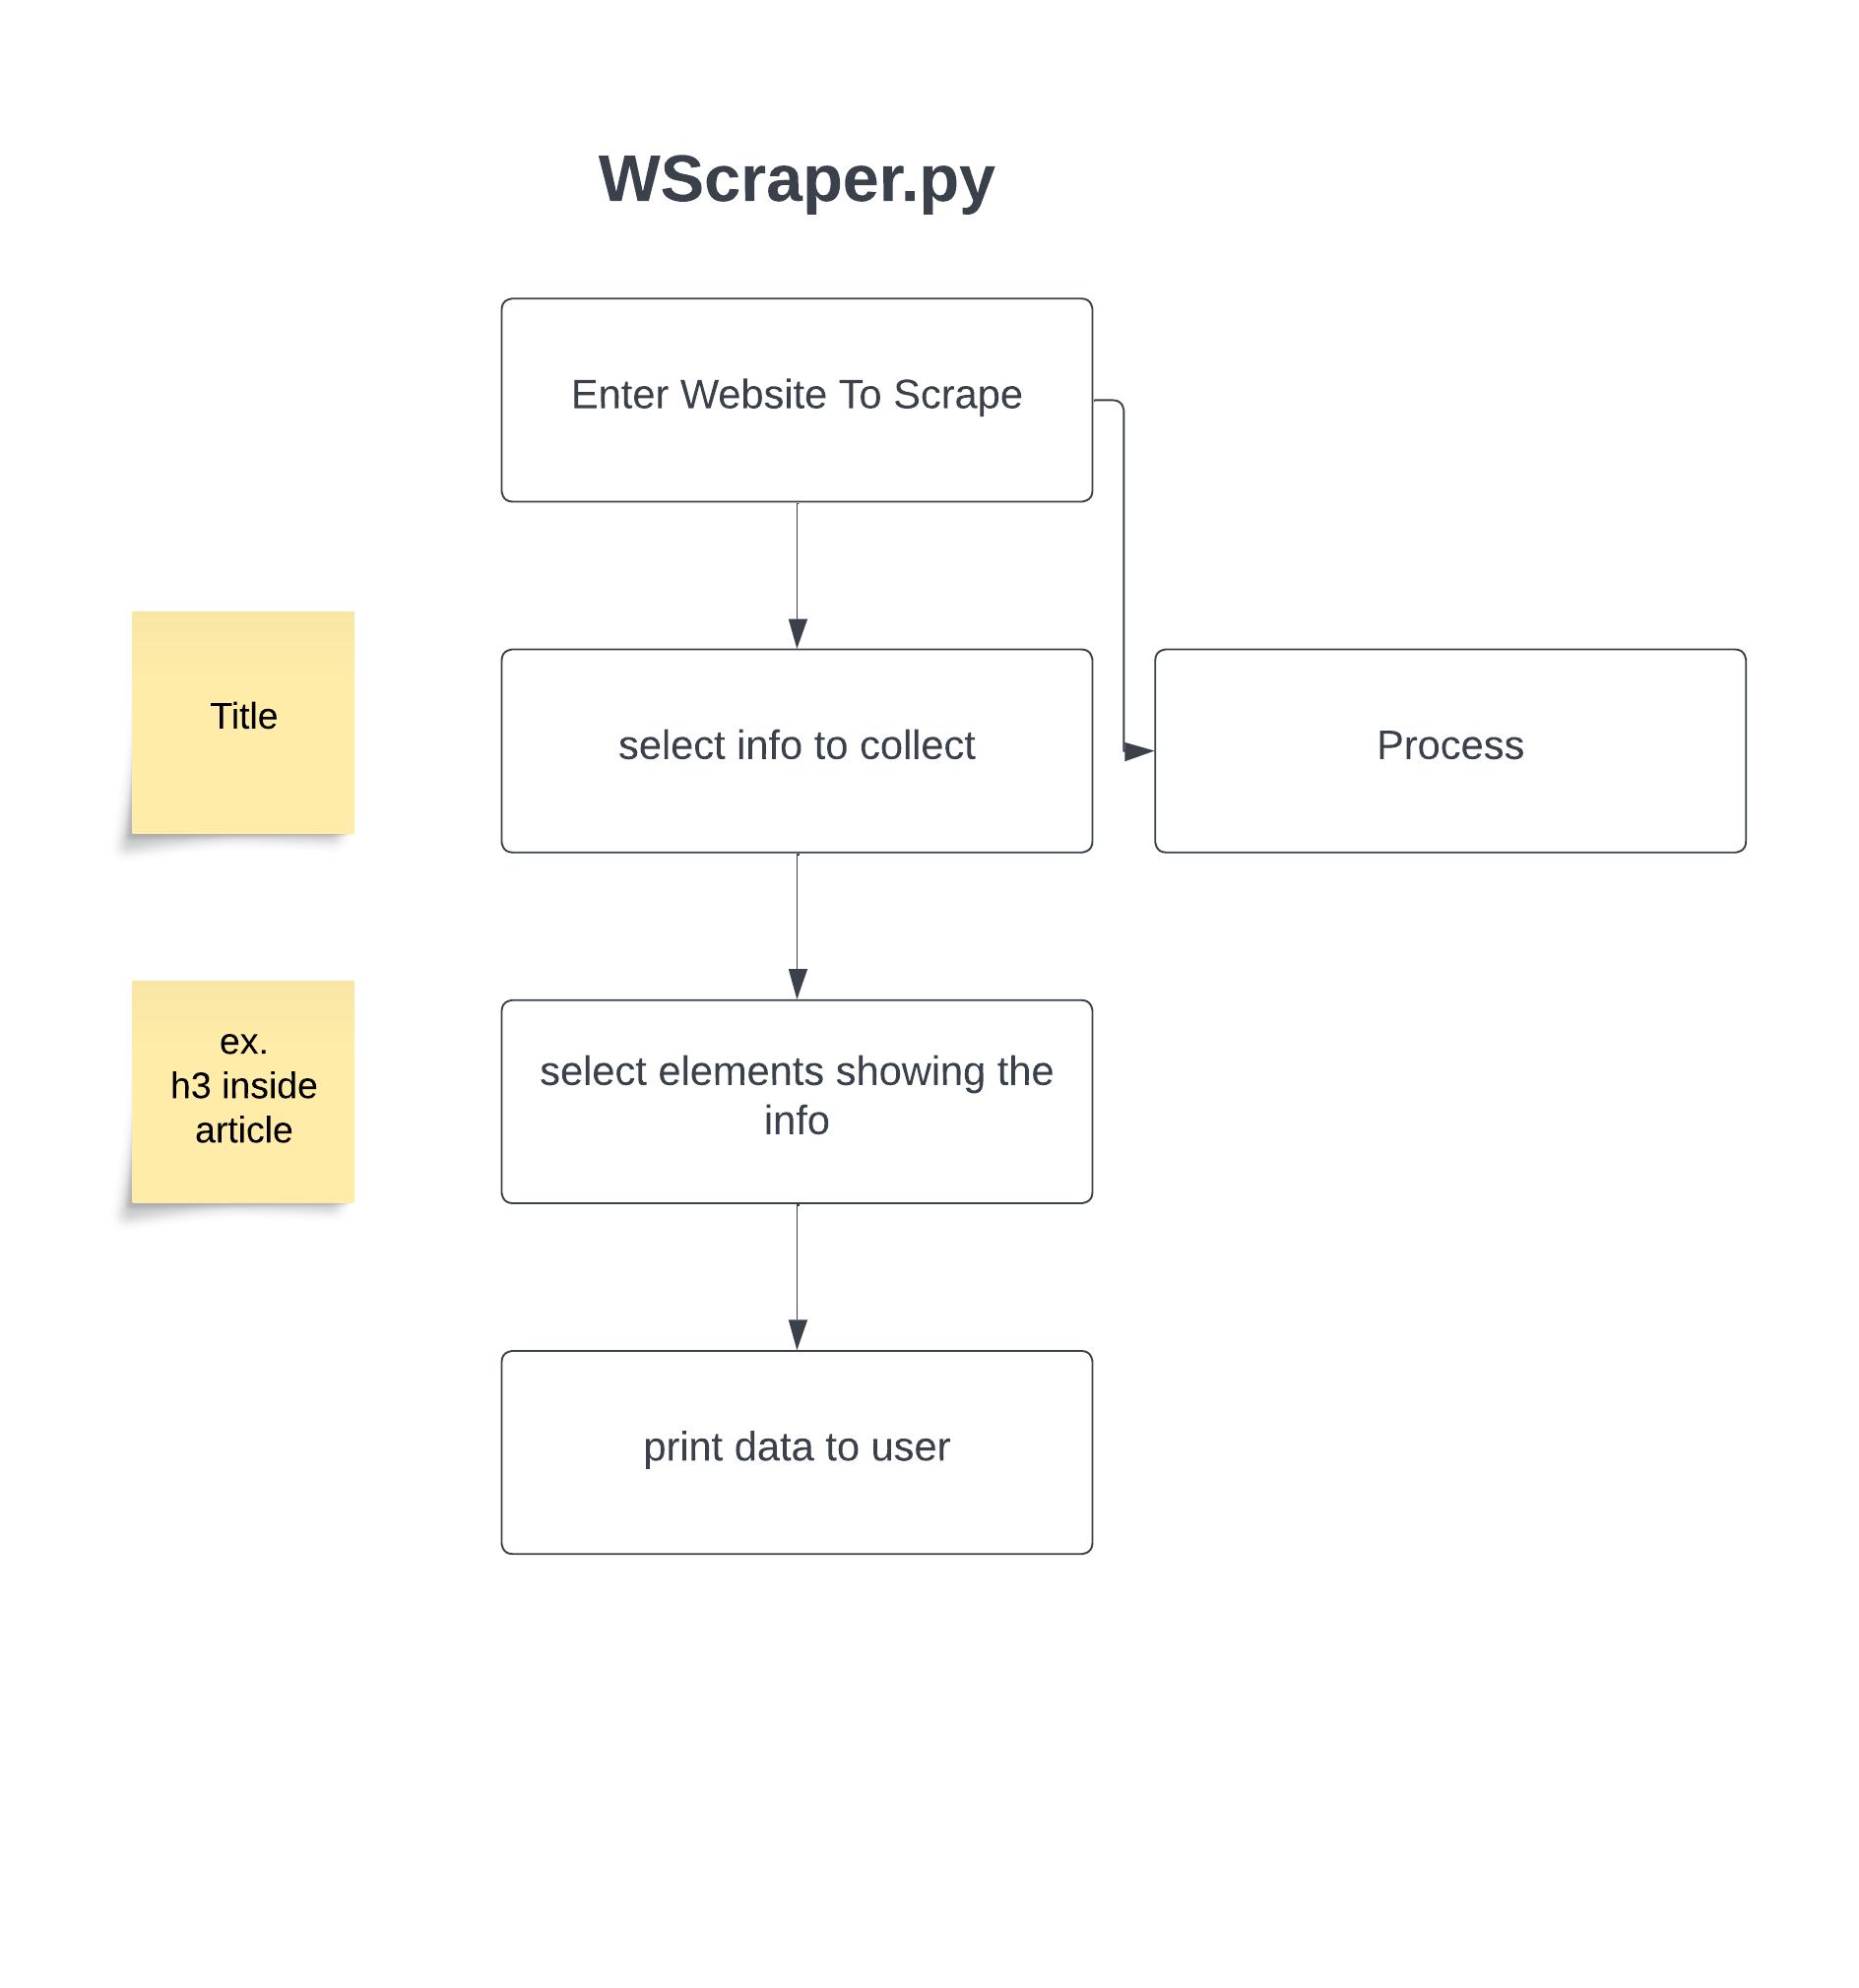 WScraper.py
Enter Website To Scrape
Title
select info to collect
Process
ex.
h3 inside
article
select elements showing the
info
print data to user